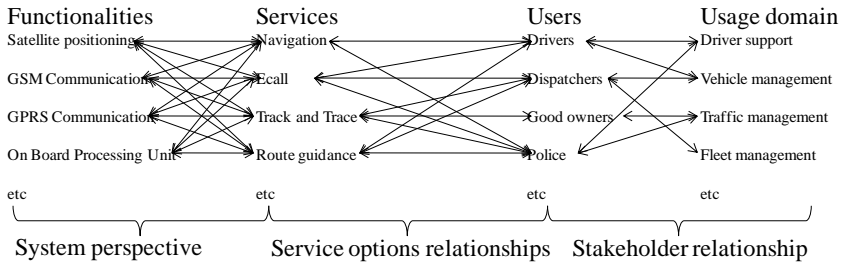 Functionalities Services Users Usage domain
Satellite positioning Navigation Drivers Driver support
GSM Communication Ecall Dispatchers Vehicle management
GPRS Communication Track and Trace Good owners Traffic management
On Board Processing Unit Route guidance Police Fleet management
etc etc etc etc
System perspective Service options relationships Stakeholder relationship